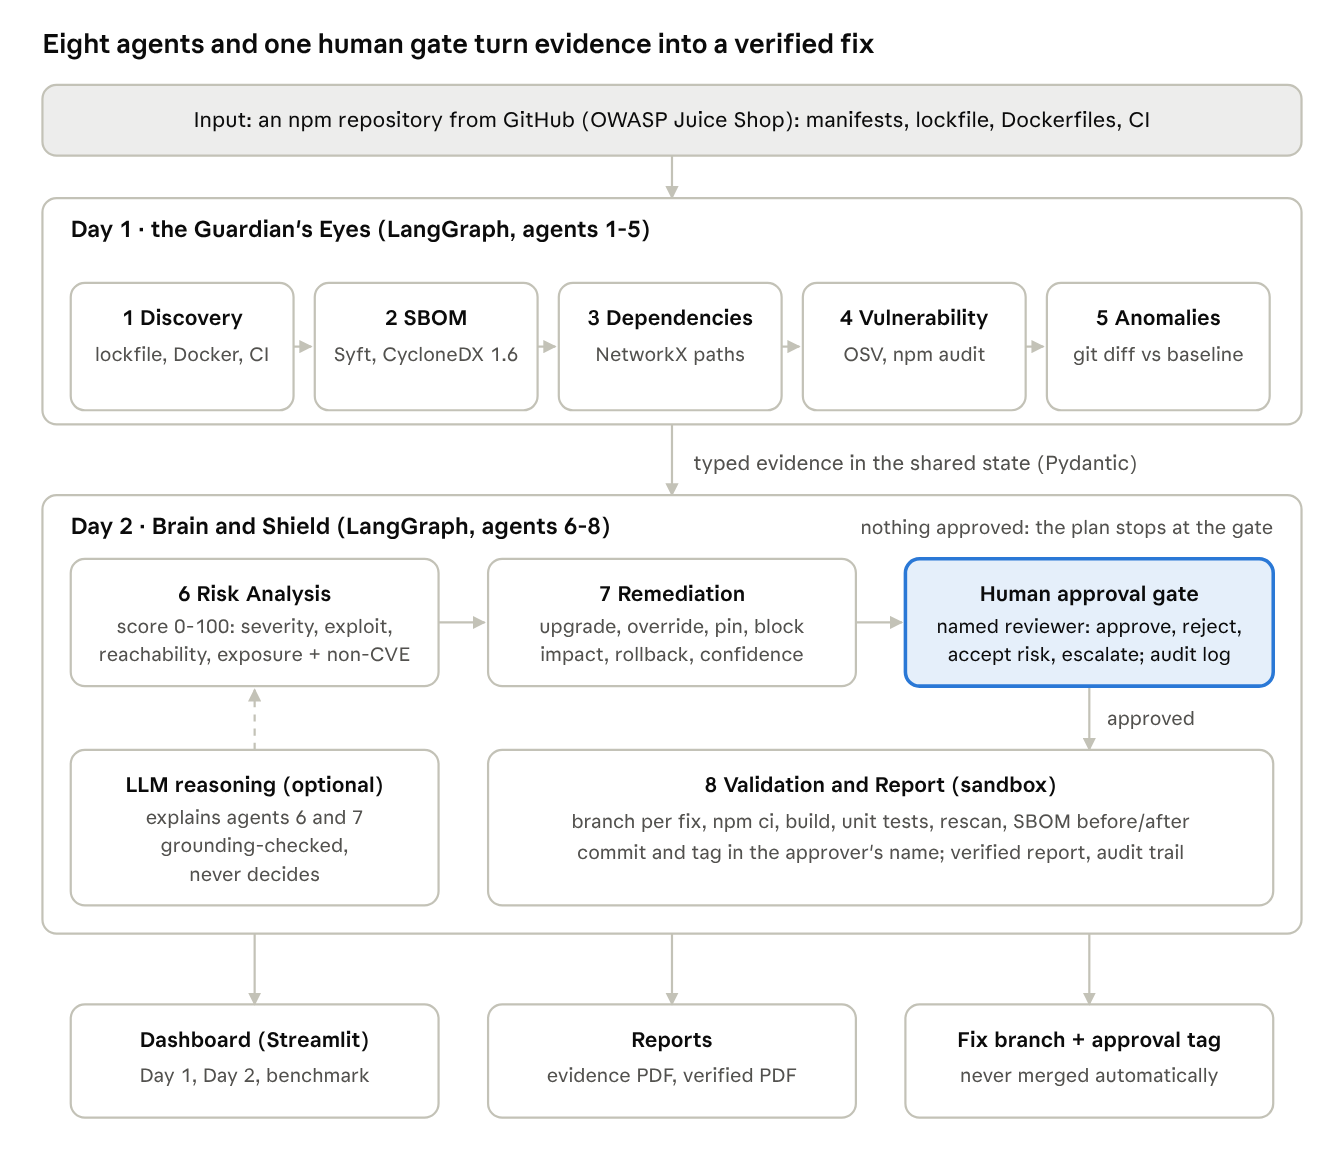 Eight agents and one human gate turn evidence into a verified fix
Input: an npm repository from GitHub (OWASP Juice Shop): manifests, lockfile, Dockerfiles, CI
Day 1 · the Guardian's Eyes (LangGraph, agents 1-5)
1 Discovery
lockfile, Docker, CI
2 SBOM
Syft, CycloneDX 1.6
3 Dependencies
NetworkX paths
4 Vulnerability
OSV, npm audit
5 Anomalies
git diff vs baseline
typed evidence in the shared state (Pydantic)
Day 2 · Brain and Shield (LangGraph, agents 6-8)
nothing approved: the plan stops at the gate
6 Risk Analysis
score 0-100: severity, exploit,
reachability, exposure + non-CVE
7 Remediation
upgrade, override, pin, block
impact, rollback, confidence
Human approval gate
named reviewer: approve, reject,
accept risk, escalate; audit log
approved
LLM reasoning (optional)
explains agents 6 and 7
grounding-checked,
never decides
8 Validation and Report (sandbox)
branch per fix, npm ci, build, unit tests, rescan, SBOM before/after
commit and tag in the approver's name; verified report, audit trail
Dashboard (Streamlit)
Day 1, Day 2, benchmark
Reports
evidence PDF, verified PDF
Fix branch + approval tag
never merged automatically